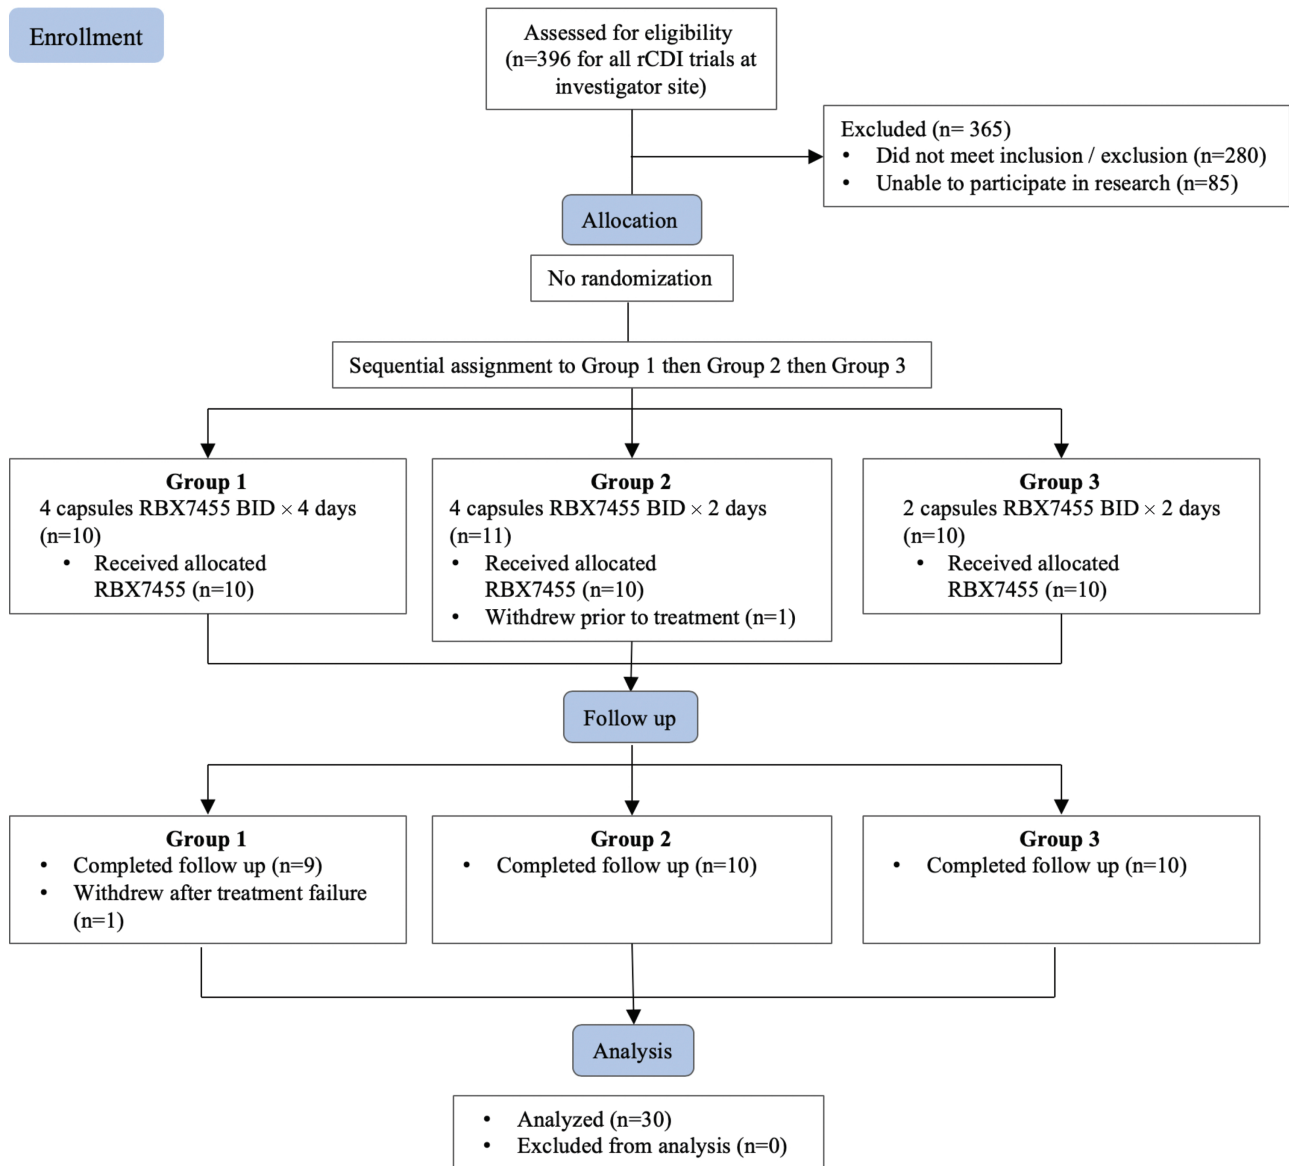 Enrollment
Assessed for eligibility
(n=396 for all rCDI trials at
investigator site)
Excluded (n= 365)
• Did not meet inclusion / exclusion (n=280)
• Unable to participate in research (n=85)
Allocation
No randomization
Sequential assignment to Group 1 then Group 2 then Group 3
Group 1
4 capsules RBX7455 BID × 4 days
(n=10)
• Received allocated
RBX7455 (n=10)
Group 2
4 capsules RBX7455 BID × 2 days
(n=11)
• Received allocated
RBX7455 (n=10)
• Withdrew prior to treatment (n=1)
Group 3
2 capsules RBX7455 BID × 2 days
(n=10)
• Received allocated
RBX7455 (n=10)
Follow up
Group 1
• Completed follow up (n=9)
• Withdrew after treatment failure
(n=1)
Group 2
• Completed follow up (n=10)
Group 3
• Completed follow up (n=10)
Analysis
• Analyzed (n=30)
• Excluded from analysis (n=0)